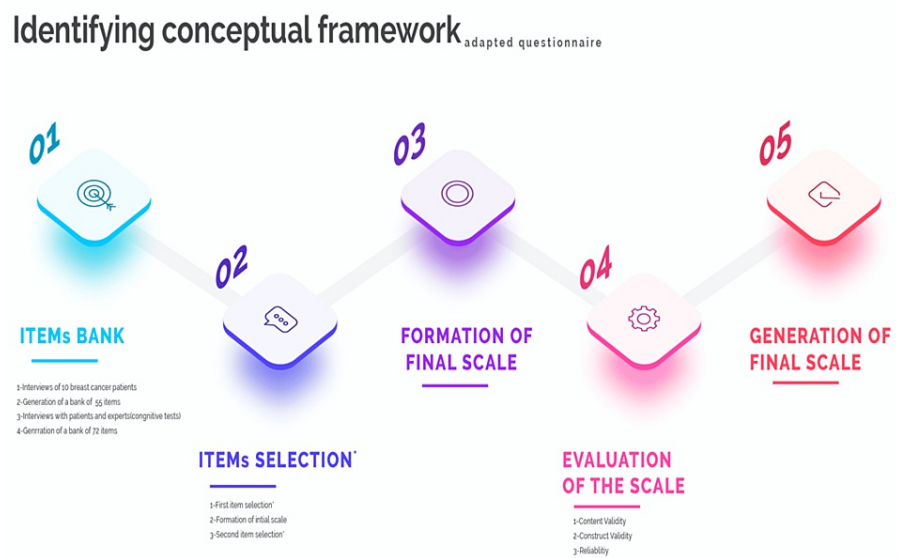 Identifying conceptual framework adapted questionnaire
01
ITEMs BANK
1-Interviews of 10 breast cancer patients
2-Generation of a bank of 55 items
3-Interviews with patients and experts(congnitive tests)
4-Genrration of a bank of 72 items
02
ITEMs SELECTION*
1-First item selection*
2-Formation of intial scale
3-Second item selection*
03
FORMATION OF
FINAL SCALE
04
EVALUATION
OF THE SCALE
1-Content Validity
2-Construct Validity
3-Reliablitiy
05
GENERATION OF
FINAL SCALE